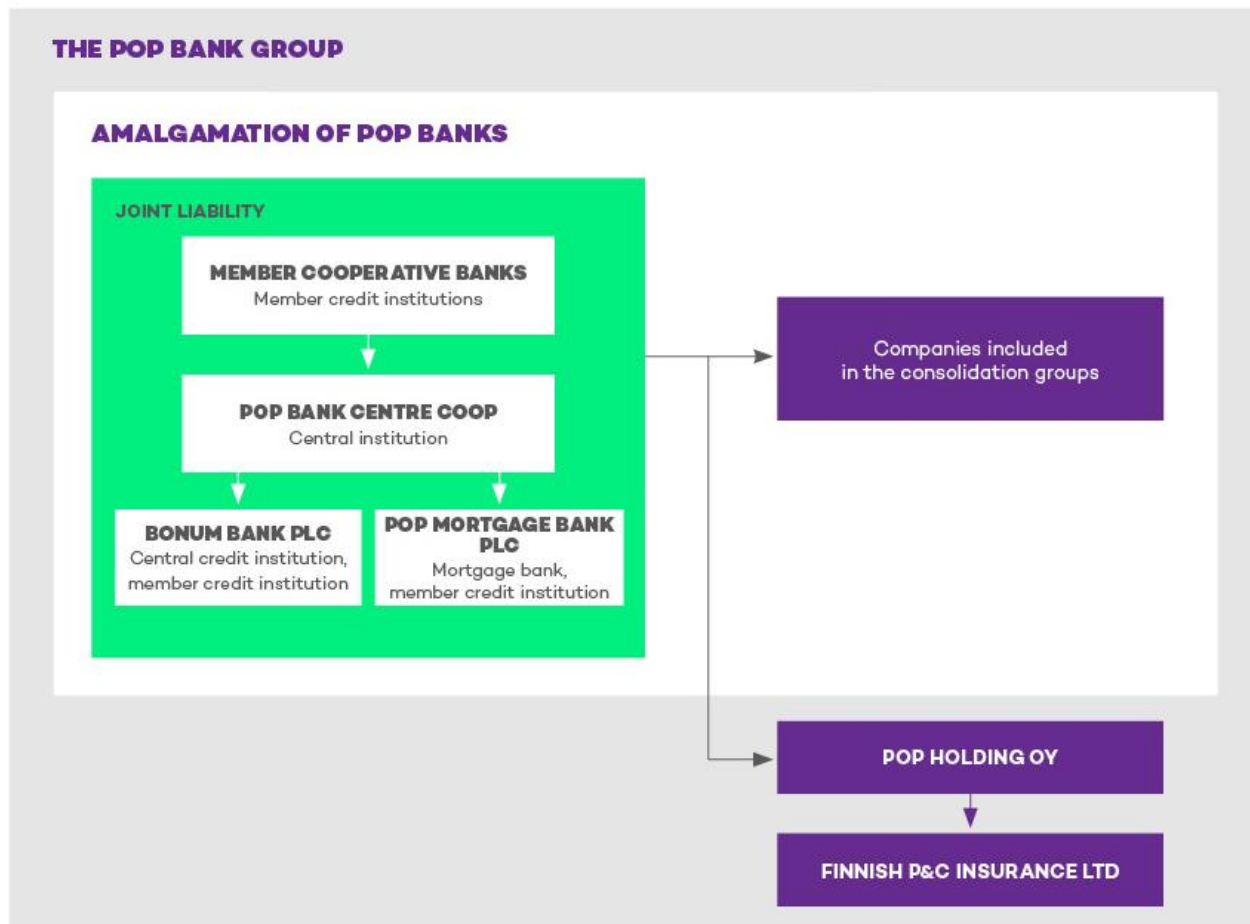 THE POP BANK GROUP
AMALGAMATION OF POP BANKS
JOINT LIABILITY
MEMBER COOPERATIVE BANKS
Member credit institutions
POP BANK CENTRE COOP
Central institution
BONUM BANK PLC
Central credit institution,
member credit institution
POP MORTGAGE BANK
PLC
Mortgage bank,
member credit institution
Companies included
in the consolidation groups
POP HOLDING OY
FINNISH P&C INSURANCE LTD